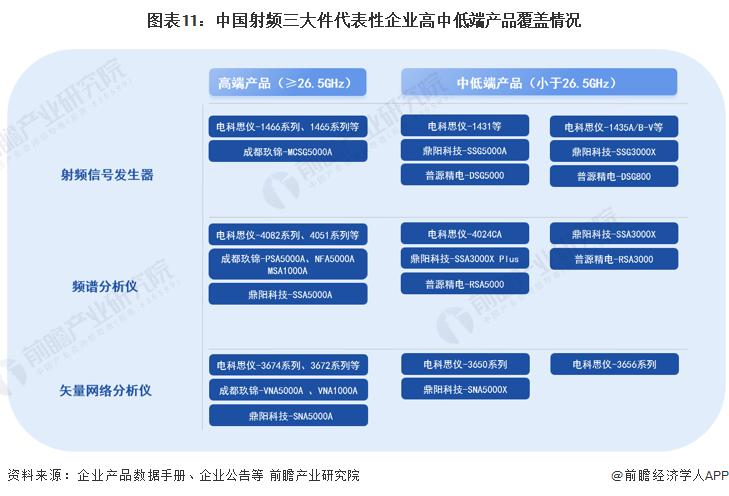 图表11：中国射频三大件代表性企业高中低端产品覆盖情况
高端产品（≥26.5GHz）
中低端产品（小于26.5GHz）
射频信号发生器
电科思仪-1466系列、1465系列等
成都玖锦-MCSG5000A
电科思仪-1431等
鼎阳科技-SSG5000A
普源精电-DSG5000
电科思仪-1435A/B-V等
鼎阳科技-SSG3000X
普源精电-DSG800
频谱分析仪
电科思仪-4082系列、4051系列等
成都玖锦-PSA5000A、NFA5000A
MSA1000A
鼎阳科技-SSA5000A
电科思仪-4024CA
鼎阳科技-SSA3000X Plus
普源精电-RSA5000
鼎阳科技-SSA3000X
普源精电-RSA3000
矢量网络分析仪
电科思仪-3674系列、3672系列等
成都玖锦-VNA5000A 、VNA1000A
鼎阳科技-SNA5000A
电科思仪-3650系列
鼎阳科技-SNA5000X
电科思仪-3656系列
资料来源：企业产品数据手册、企业公告等 前瞻产业研究院
@前瞻经济学人APP
前瞻产业研究院